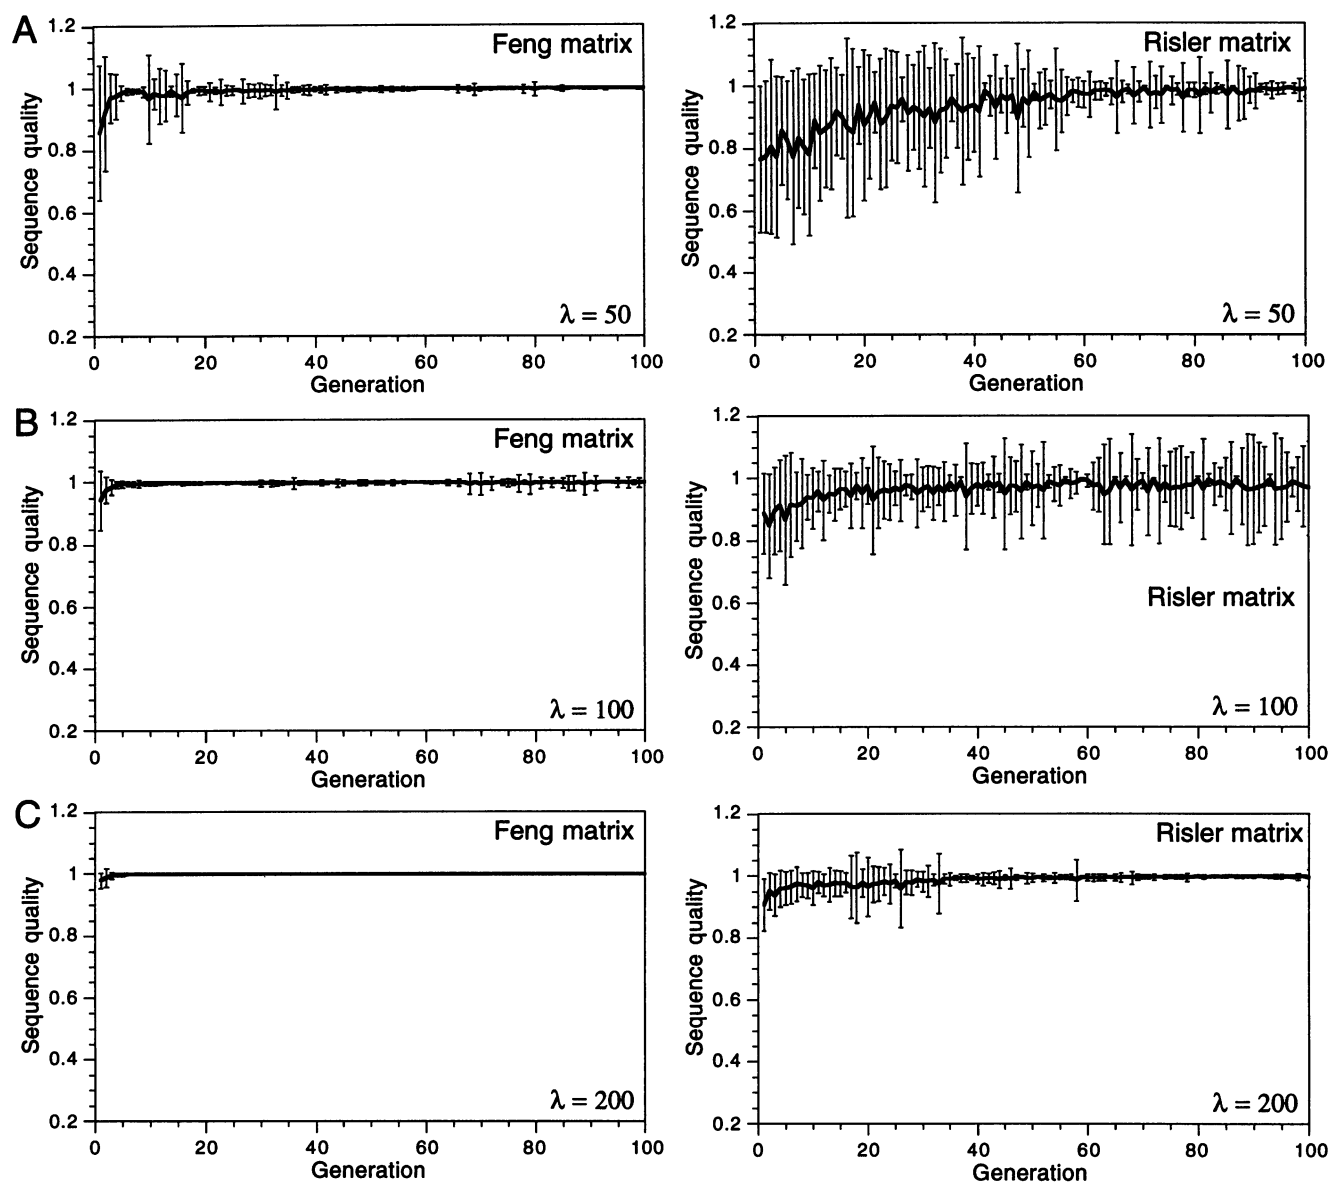 A
Feng matrix
Sequence quality
1.2
1
0.8
0.6
0.4
0.2
λ = 50
0 20 40 60 80 100
Generation
Risler matrix
Sequence quality
1.2
1
0.8
0.6
0.4
0.2
λ = 50
0 20 40 60 80 100
Generation
B
Feng matrix
Sequence quality
1.2
1
0.8
0.6
0.4
0.2
λ = 100
0 20 40 60 80 100
Generation
Risler matrix
Sequence quality
1.2
1
0.8
0.6
0.4
0.2
λ = 100
0 20 40 60 80 100
Generation
C
Feng matrix
Sequence quality
1.2
1
0.8
0.6
0.4
0.2
λ = 200
0 20 40 60 80 100
Generation
Risler matrix
Sequence quality
1.2
1
0.8
0.6
0.4
0.2
λ = 200
0 20 40 60 80 100
Generation